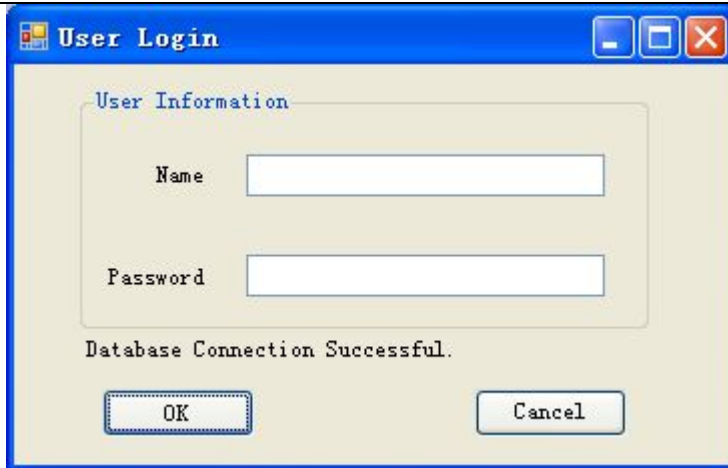 User Login
User Information
Name
Password
Database Connection Successful.
OK
Cancel